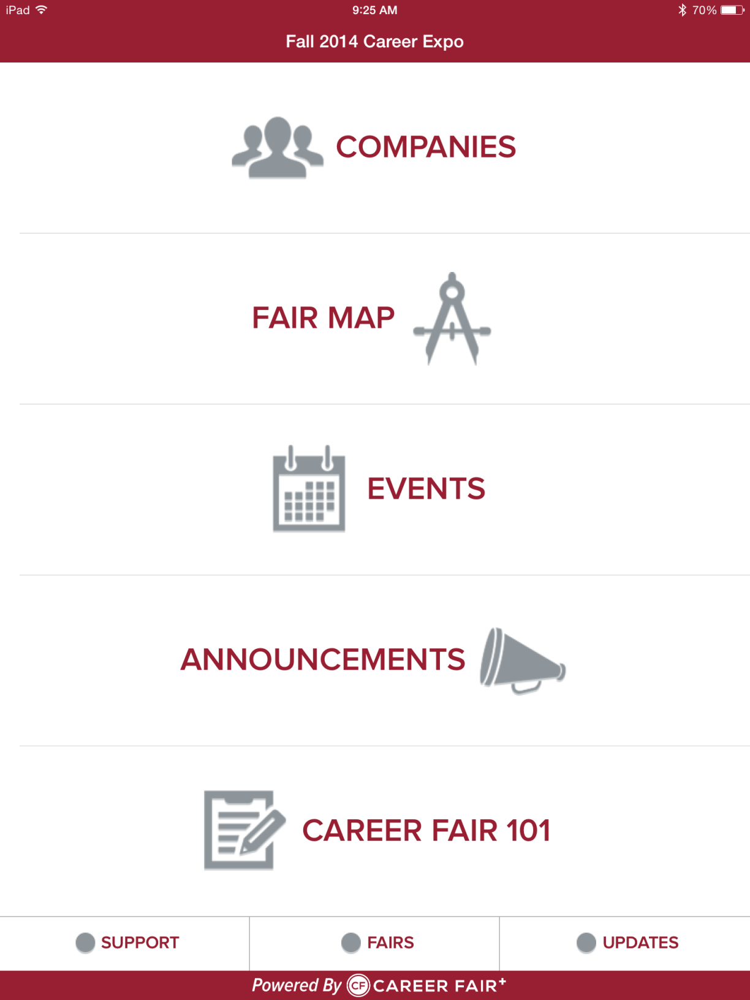 iPad 9:25 AM 70%
Fall 2014 Career Expo
COMPANIES
FAIR MAP
EVENTS
ANNOUNCEMENTS
CAREER FAIR 101
SUPPORT FAIRS UPDATES
Powered By CF CAREER FAIR+